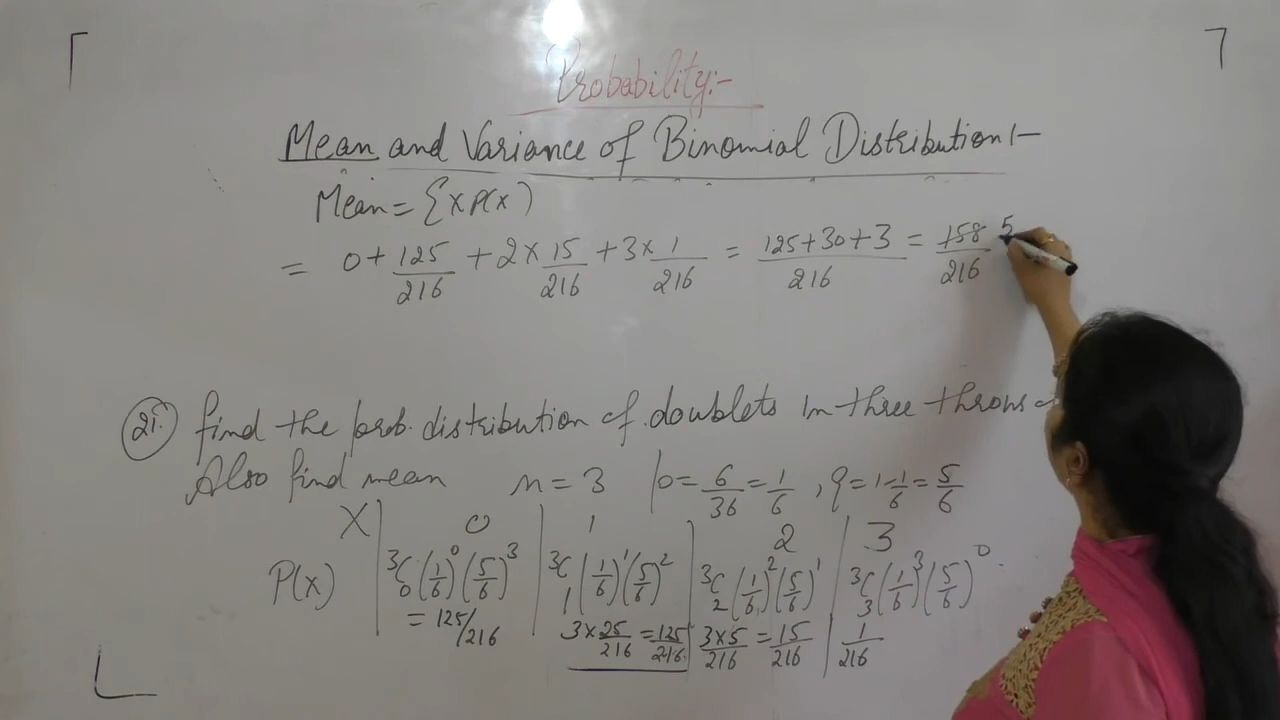 Probability:-
Mean and Variance of Binomial Distribution:-
Mean = Σ X P(X)
= 0 + 125/216 + 2 × 15/216 + 3 × 1/216 = 125+30+3/216 = 158/216 5
21. find the prob. distribution of doublets in three throws
Also find mean n = 3 p = 6/36 = 1/6 , q = 1 - 1/6 = 5/6
X 0 1 2 3
P(X) ³C₀(1/6)⁰(5/6)³ ³C₁(1/6)¹(5/6)² ³C₂(1/6)²(5/6)¹ ³C₃(1/6)³(5/6)⁰
= 125/216 3×25/216 = 125/216 3×5/216 = 15/216 1/216